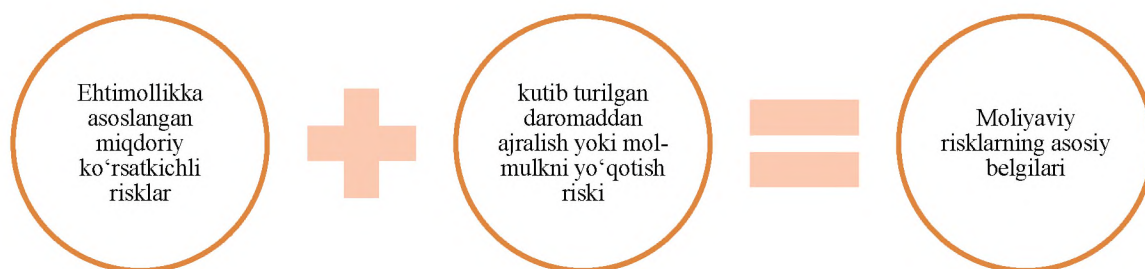 Ehtimollikka
asoslangan
miqdoriy
ko‘rsatkichli
risklar
kutib turilgan
daromaddan
ajralish yoki mol-
mulkni yo‘qotish
riski
Moliyaviy
risklarning asosiy
belgilari